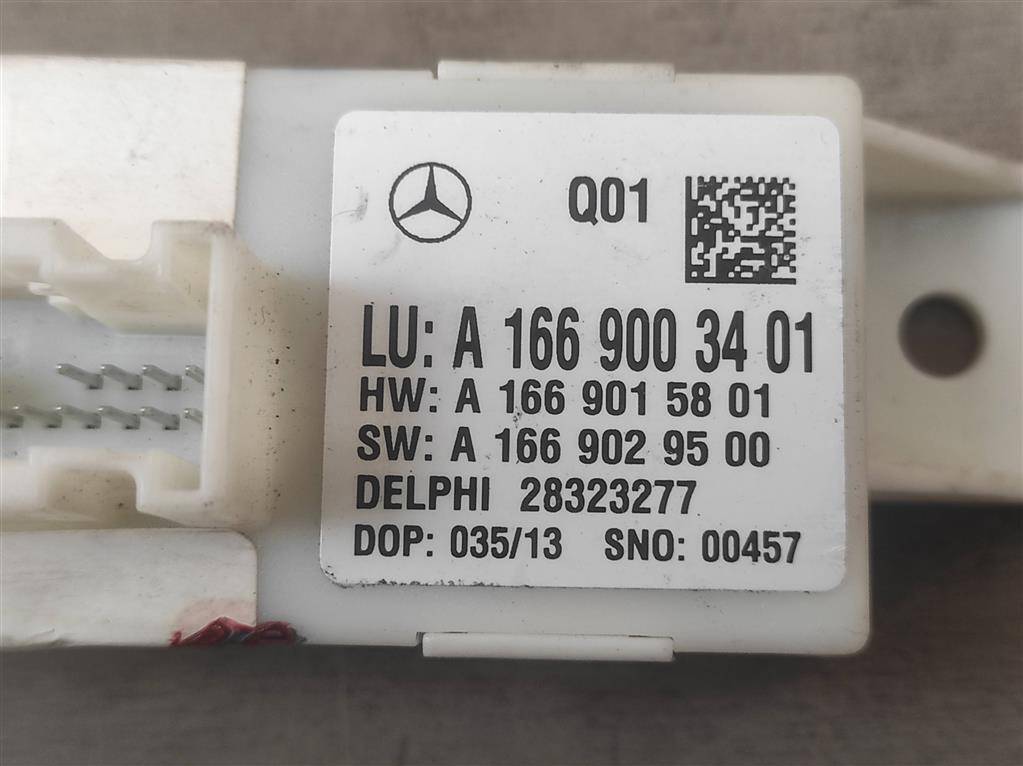 Q01
LU: A 166 900 34 01
HW: A 166 901 58 01
SW: A 166 902 95 00
DELPHI 28323277
DOP: 035/13 SNO: 00457